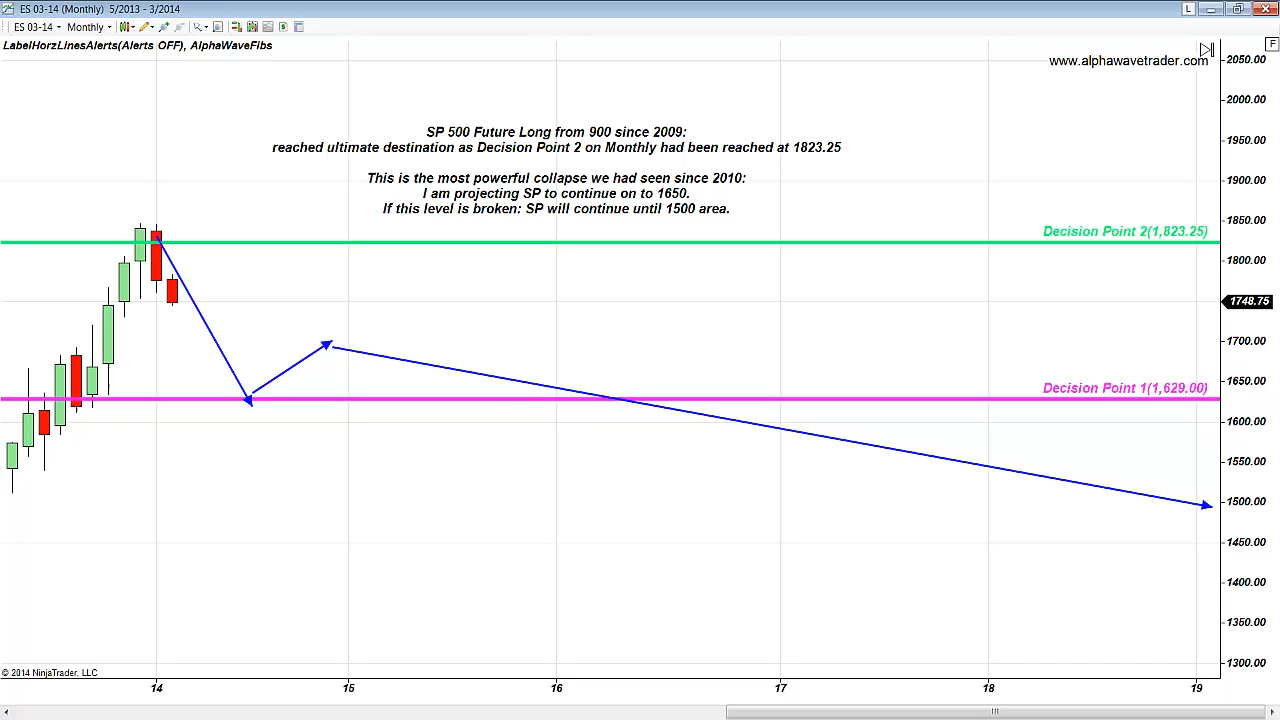 ES 03-14 (Monthly)  5/2013 - 3/2014
L
ES 03-14 Monthly
LabelHorzLinesAlerts(Alerts OFF), AlphaWaveFibs
F
www.alphawavetrader.com
SP 500 Future Long from 900 since 2009:
reached ultimate destination as Decision Point 2 on Monthly had been reached at 1823.25
This is the most powerful collapse we had seen since 2010:
I am projecting SP to continue on to 1650.
If this level is broken: SP will continue until 1500 area.
Decision Point 2(1,823.25)
Decision Point 1(1,629.00)
2050.00
2000.00
1950.00
1900.00
1850.00
1800.00
1748.75
1700.00
1650.00
1600.00
1550.00
1500.00
1450.00
1400.00
1350.00
1300.00
© 2014 NinjaTrader, LLC
14 15 16 17 18 19